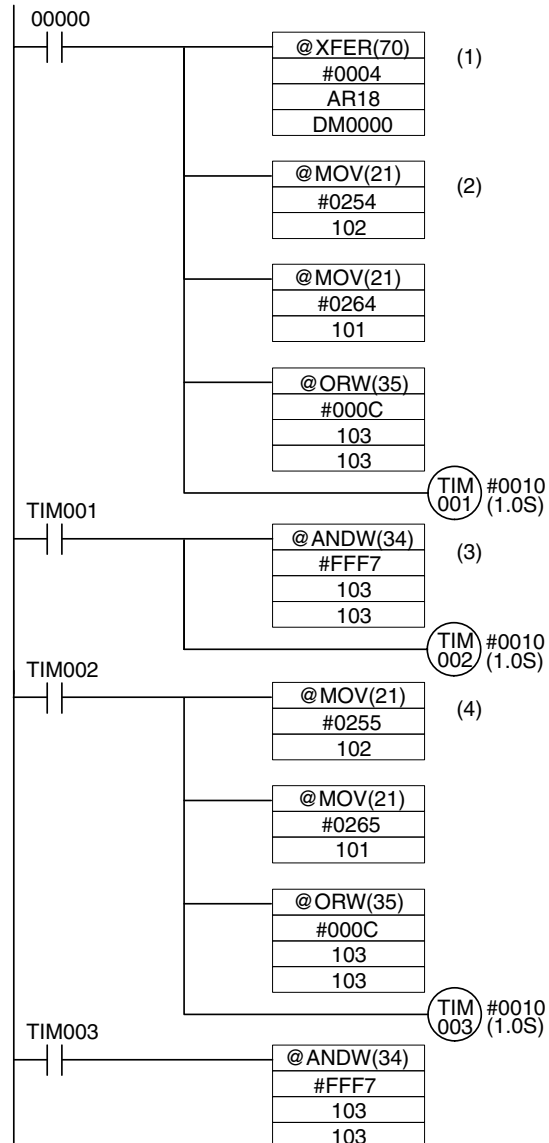 00000
@XFER(70)
(1)
#0004
AR18
DM0000
@MOV(21)
(2)
#0254
102
@MOV(21)
#0264
101
@ORW(35)
#000C
103
103
TIM #0010
001 (1.0S)
TIM001
@ANDW(34)
(3)
#FFF7
103
103
TIM #0010
002 (1.0S)
TIM002
@MOV(21)
(4)
#0255
102
@MOV(21)
#0265
101
@ORW(35)
#000C
103
103
TIM #0010
003 (1.0S)
TIM003
@ANDW(34)
#FFF7
103
103